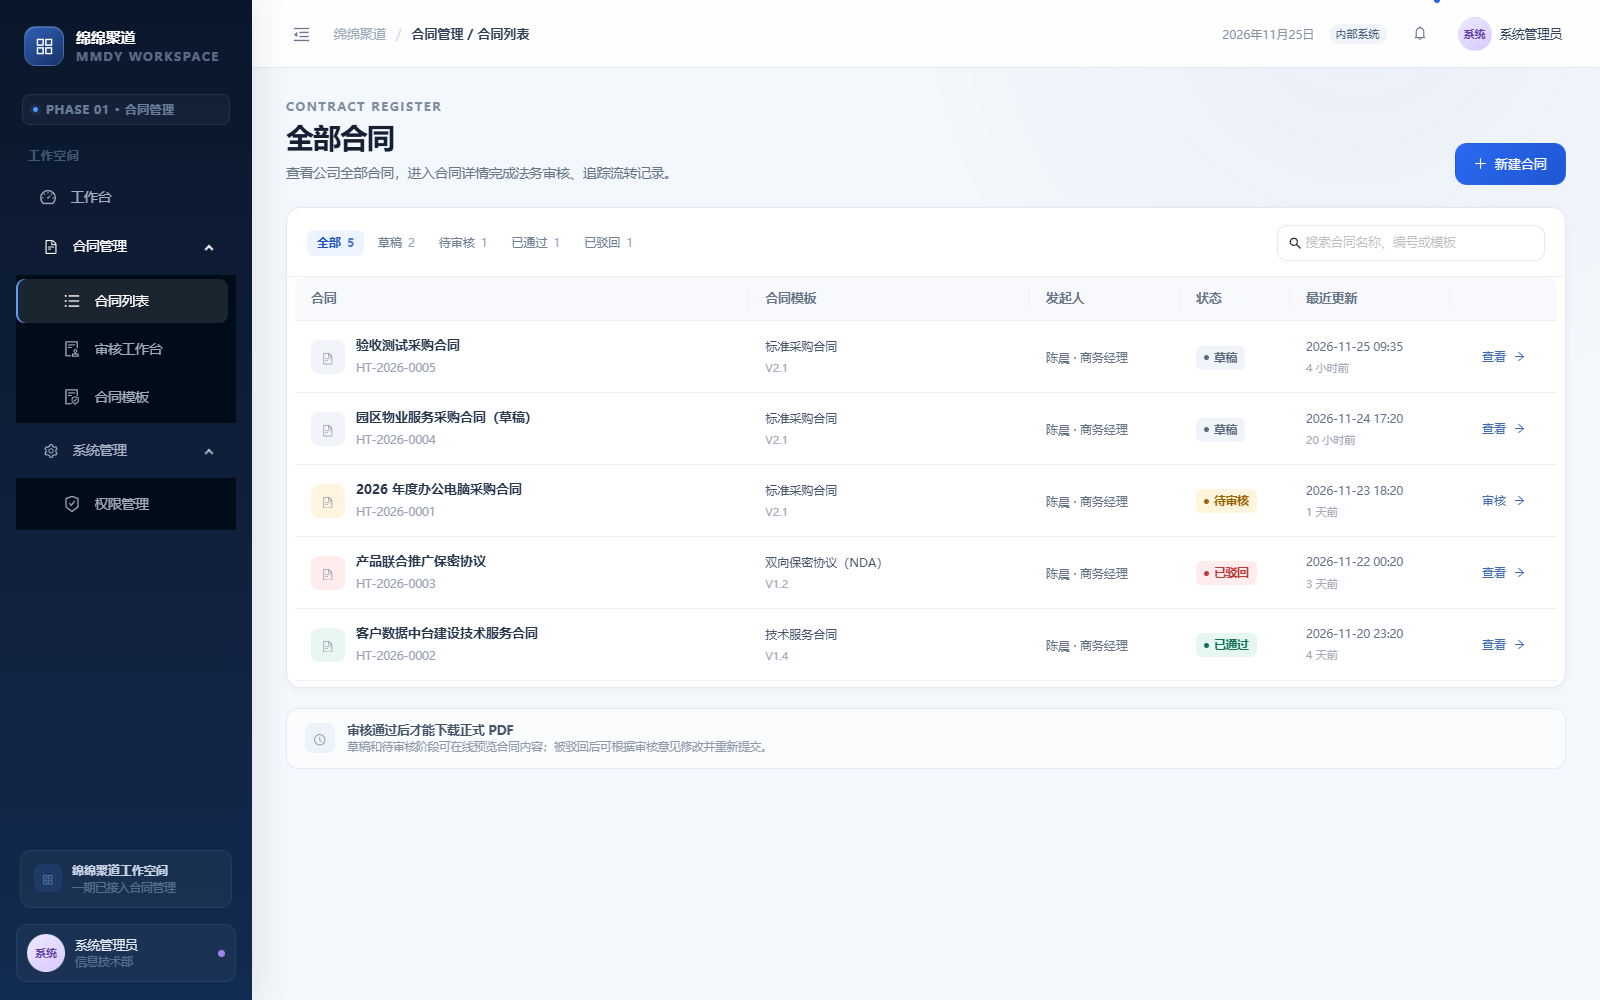 绵绵聚道
MMDY WORKSPACE
PHASE 01 • 合同管理
工作空间
工作台
合同管理
合同列表
审核工作台
合同模板
系统管理
权限管理
绵绵聚道工作空间
一期已接入合同管理
系统
系统管理员
信息技术部
绵绵聚道 / 合同管理 / 合同列表
2026年11月25日
内部系统
系统
系统管理员
CONTRACT REGISTER
全部合同
查看公司全部合同，进入合同详情完成法务审核、追踪流转记录。
新建合同
全部 5 草稿 2 待审核 1 已通过 1 已驳回 1
搜索合同名称、编号或模板
合同 合同模板 发起人 状态 最近更新
验收测试采购合同
HT-2026-0005
标准采购合同
V2.1
陈晨 · 商务经理
草稿
2026-11-25 09:35
4 小时前
查看
园区物业服务采购合同（草稿）
HT-2026-0004
标准采购合同
V2.1
陈晨 · 商务经理
草稿
2026-11-24 17:20
20 小时前
查看
2026 年度办公电脑采购合同
HT-2026-0001
标准采购合同
V2.1
陈晨 · 商务经理
待审核
2026-11-23 18:20
1 天前
审核
产品联合推广保密协议
HT-2026-0003
双向保密协议（NDA）
V1.2
陈晨 · 商务经理
已驳回
2026-11-22 00:20
3 天前
查看
客户数据中台建设技术服务合同
HT-2026-0002
技术服务合同
V1.4
陈晨 · 商务经理
已通过
2026-11-20 23:20
4 天前
查看
审核通过后才能下载正式 PDF
草稿和待审核阶段可在线预览合同内容；被驳回后可根据审核意见修改并重新提交。